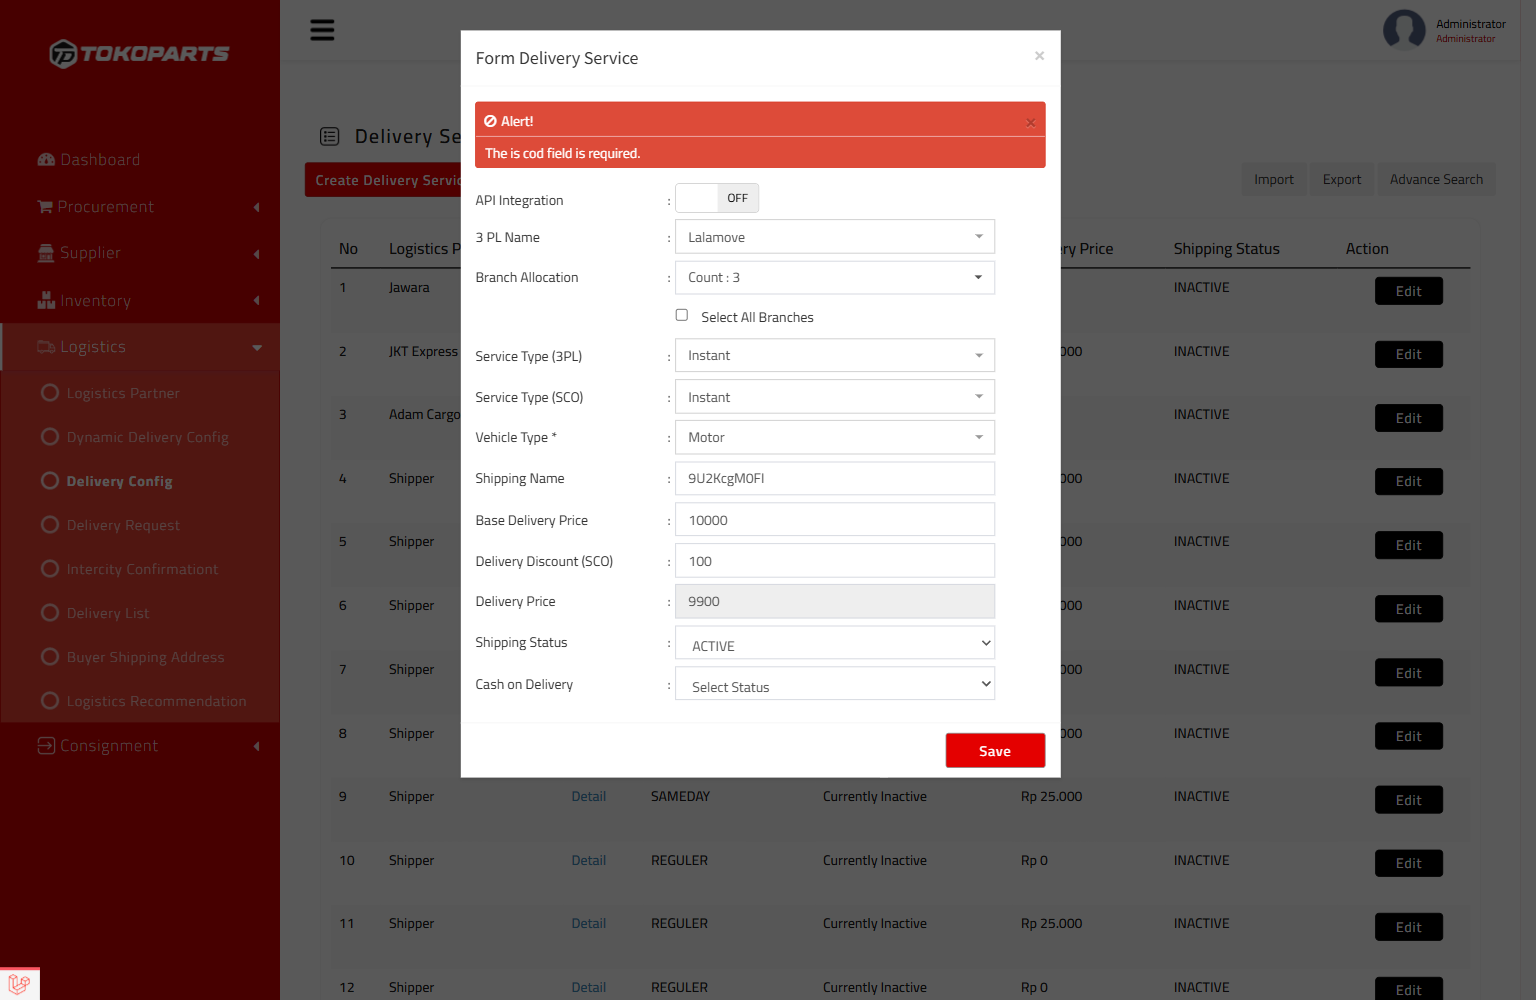 TOKOPARTS
Administrator
Administrator
Dashboard
Procurement
Supplier
Inventory
Logistics
Logistics Partner
Dynamic Delivery Config
Delivery Config
Delivery Request
Intercity Confirmationt
Delivery List
Buyer Shipping Address
Logistics Recommendation
Consignment
Delivery Se
Create Delivery Servic
Import Export Advance Search
No Logistics P ry Price Shipping Status Action
1 Jawara INACTIVE Edit
2 JKT Express 000 INACTIVE Edit
3 Adam Cargo INACTIVE Edit
4 Shipper 000 INACTIVE Edit
5 Shipper 000 INACTIVE Edit
6 Shipper 000 INACTIVE Edit
7 Shipper 000 INACTIVE Edit
8 Shipper 000 INACTIVE Edit
9 Shipper Detail SAMEDAY Currently Inactive Rp 25.000 INACTIVE Edit
10 Shipper Detail REGULER Currently Inactive Rp 0 INACTIVE Edit
11 Shipper Detail REGULER Currently Inactive Rp 25.000 INACTIVE Edit
12 Shipper Detail REGULER Currently Inactive Rp 0 INACTIVE Edit
Form Delivery Service ×
Alert! ×
The is cod field is required.
API Integration : OFF
3 PL Name : Lalamove
Branch Allocation : Count : 3
Select All Branches
Service Type (3PL) : Instant
Service Type (SCO) : Instant
Vehicle Type * : Motor
Shipping Name : 9U2KcgM0FI
Base Delivery Price : 10000
Delivery Discount (SCO) : 100
Delivery Price : 9900
Shipping Status : ACTIVE
Cash on Delivery : Select Status
Save